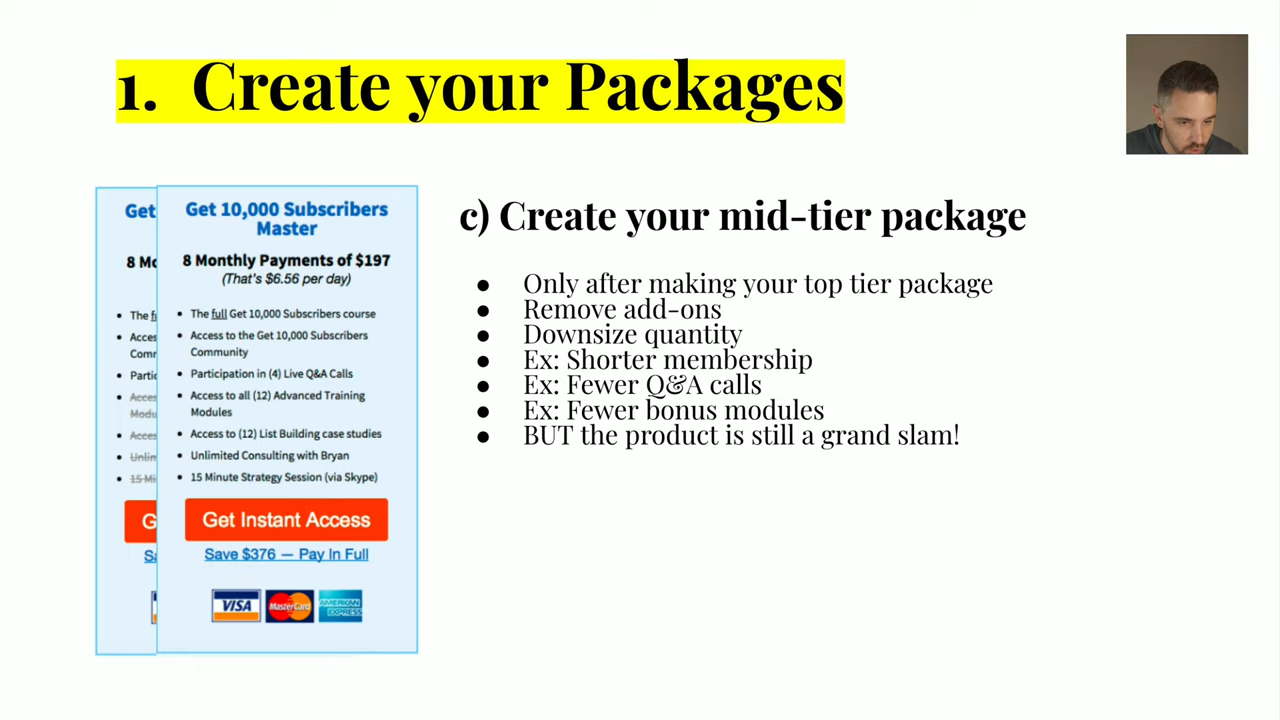 1. Create your Packages
Get
8 Mo
The f
Acces
Comm
Partic
Acces
Modu
Acces
Unlim
15 Mi
G
Sa
Get 10,000 Subscribers
Master
8 Monthly Payments of $197
(That's $6.56 per day)
• The full Get 10,000 Subscribers course
• Access to the Get 10,000 Subscribers
Community
• Participation in (4) Live Q&A Calls
• Access to all (12) Advanced Training
Modules
• Access to (12) List Building case studies
• Unlimited Consulting with Bryan
• 15 Minute Strategy Session (via Skype)
Get Instant Access
Save $376 — Pay In Full
VISA
MasterCard
AMERICAN
EXPRESS
c) Create your mid-tier package
● Only after making your top tier package
● Remove add-ons
● Downsize quantity
● Ex: Shorter membership
● Ex: Fewer Q&A calls
● Ex: Fewer bonus modules
● BUT the product is still a grand slam!